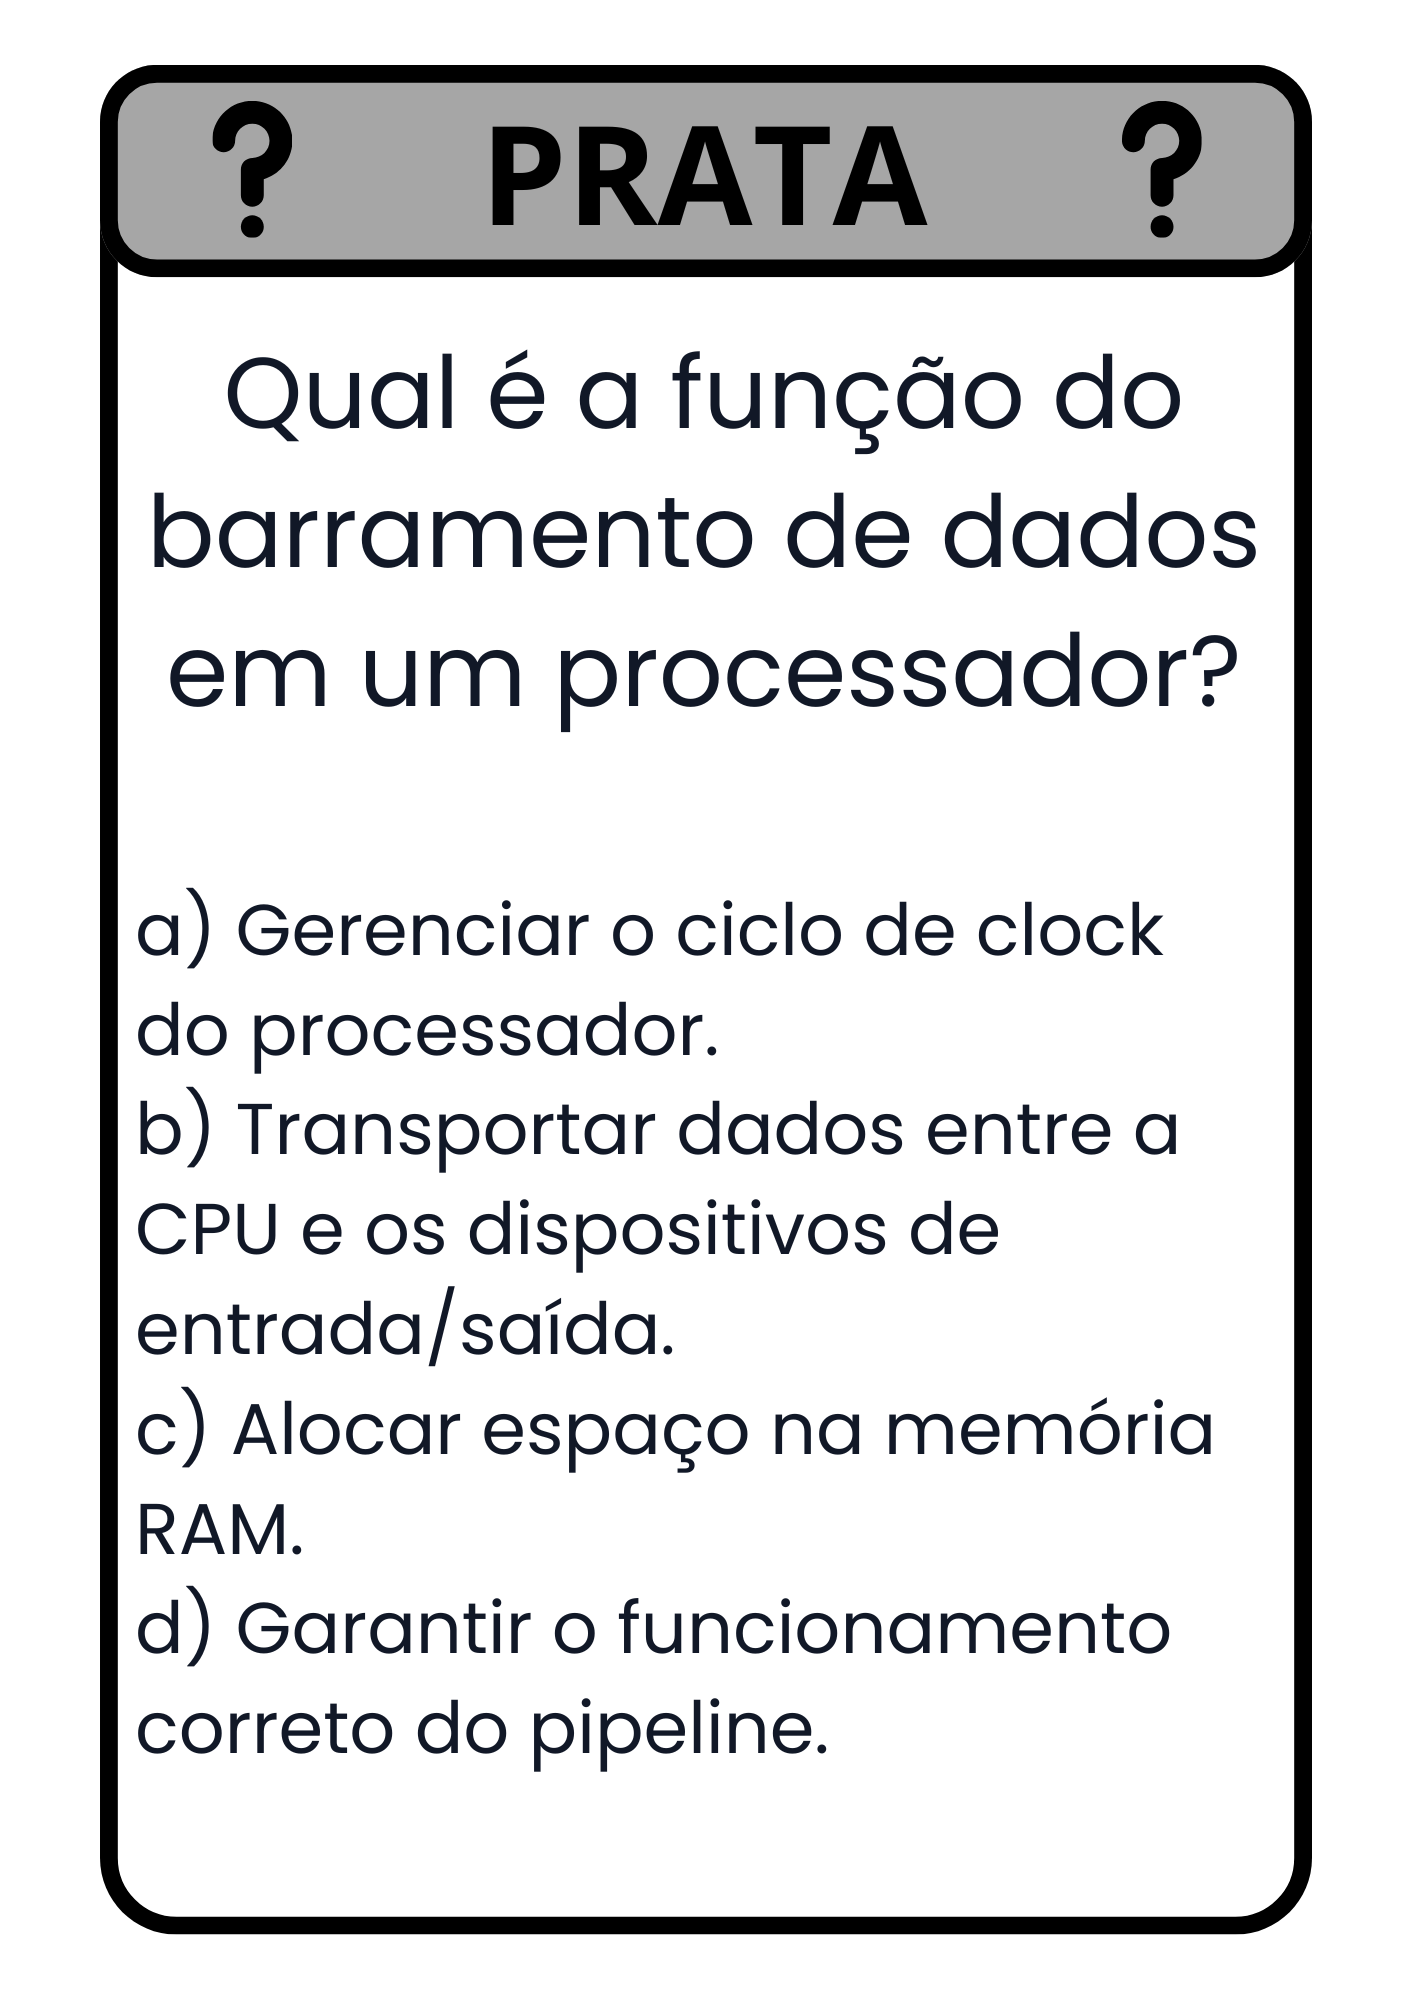 ? PRATA ?
Qual é a função do
barramento de dados
em um processador?
a) Gerenciar o ciclo de clock
do processador.
b) Transportar dados entre a
CPU e os dispositivos de
entrada/saída.
c) Alocar espaço na memória
RAM.
d) Garantir o funcionamento
correto do pipeline.